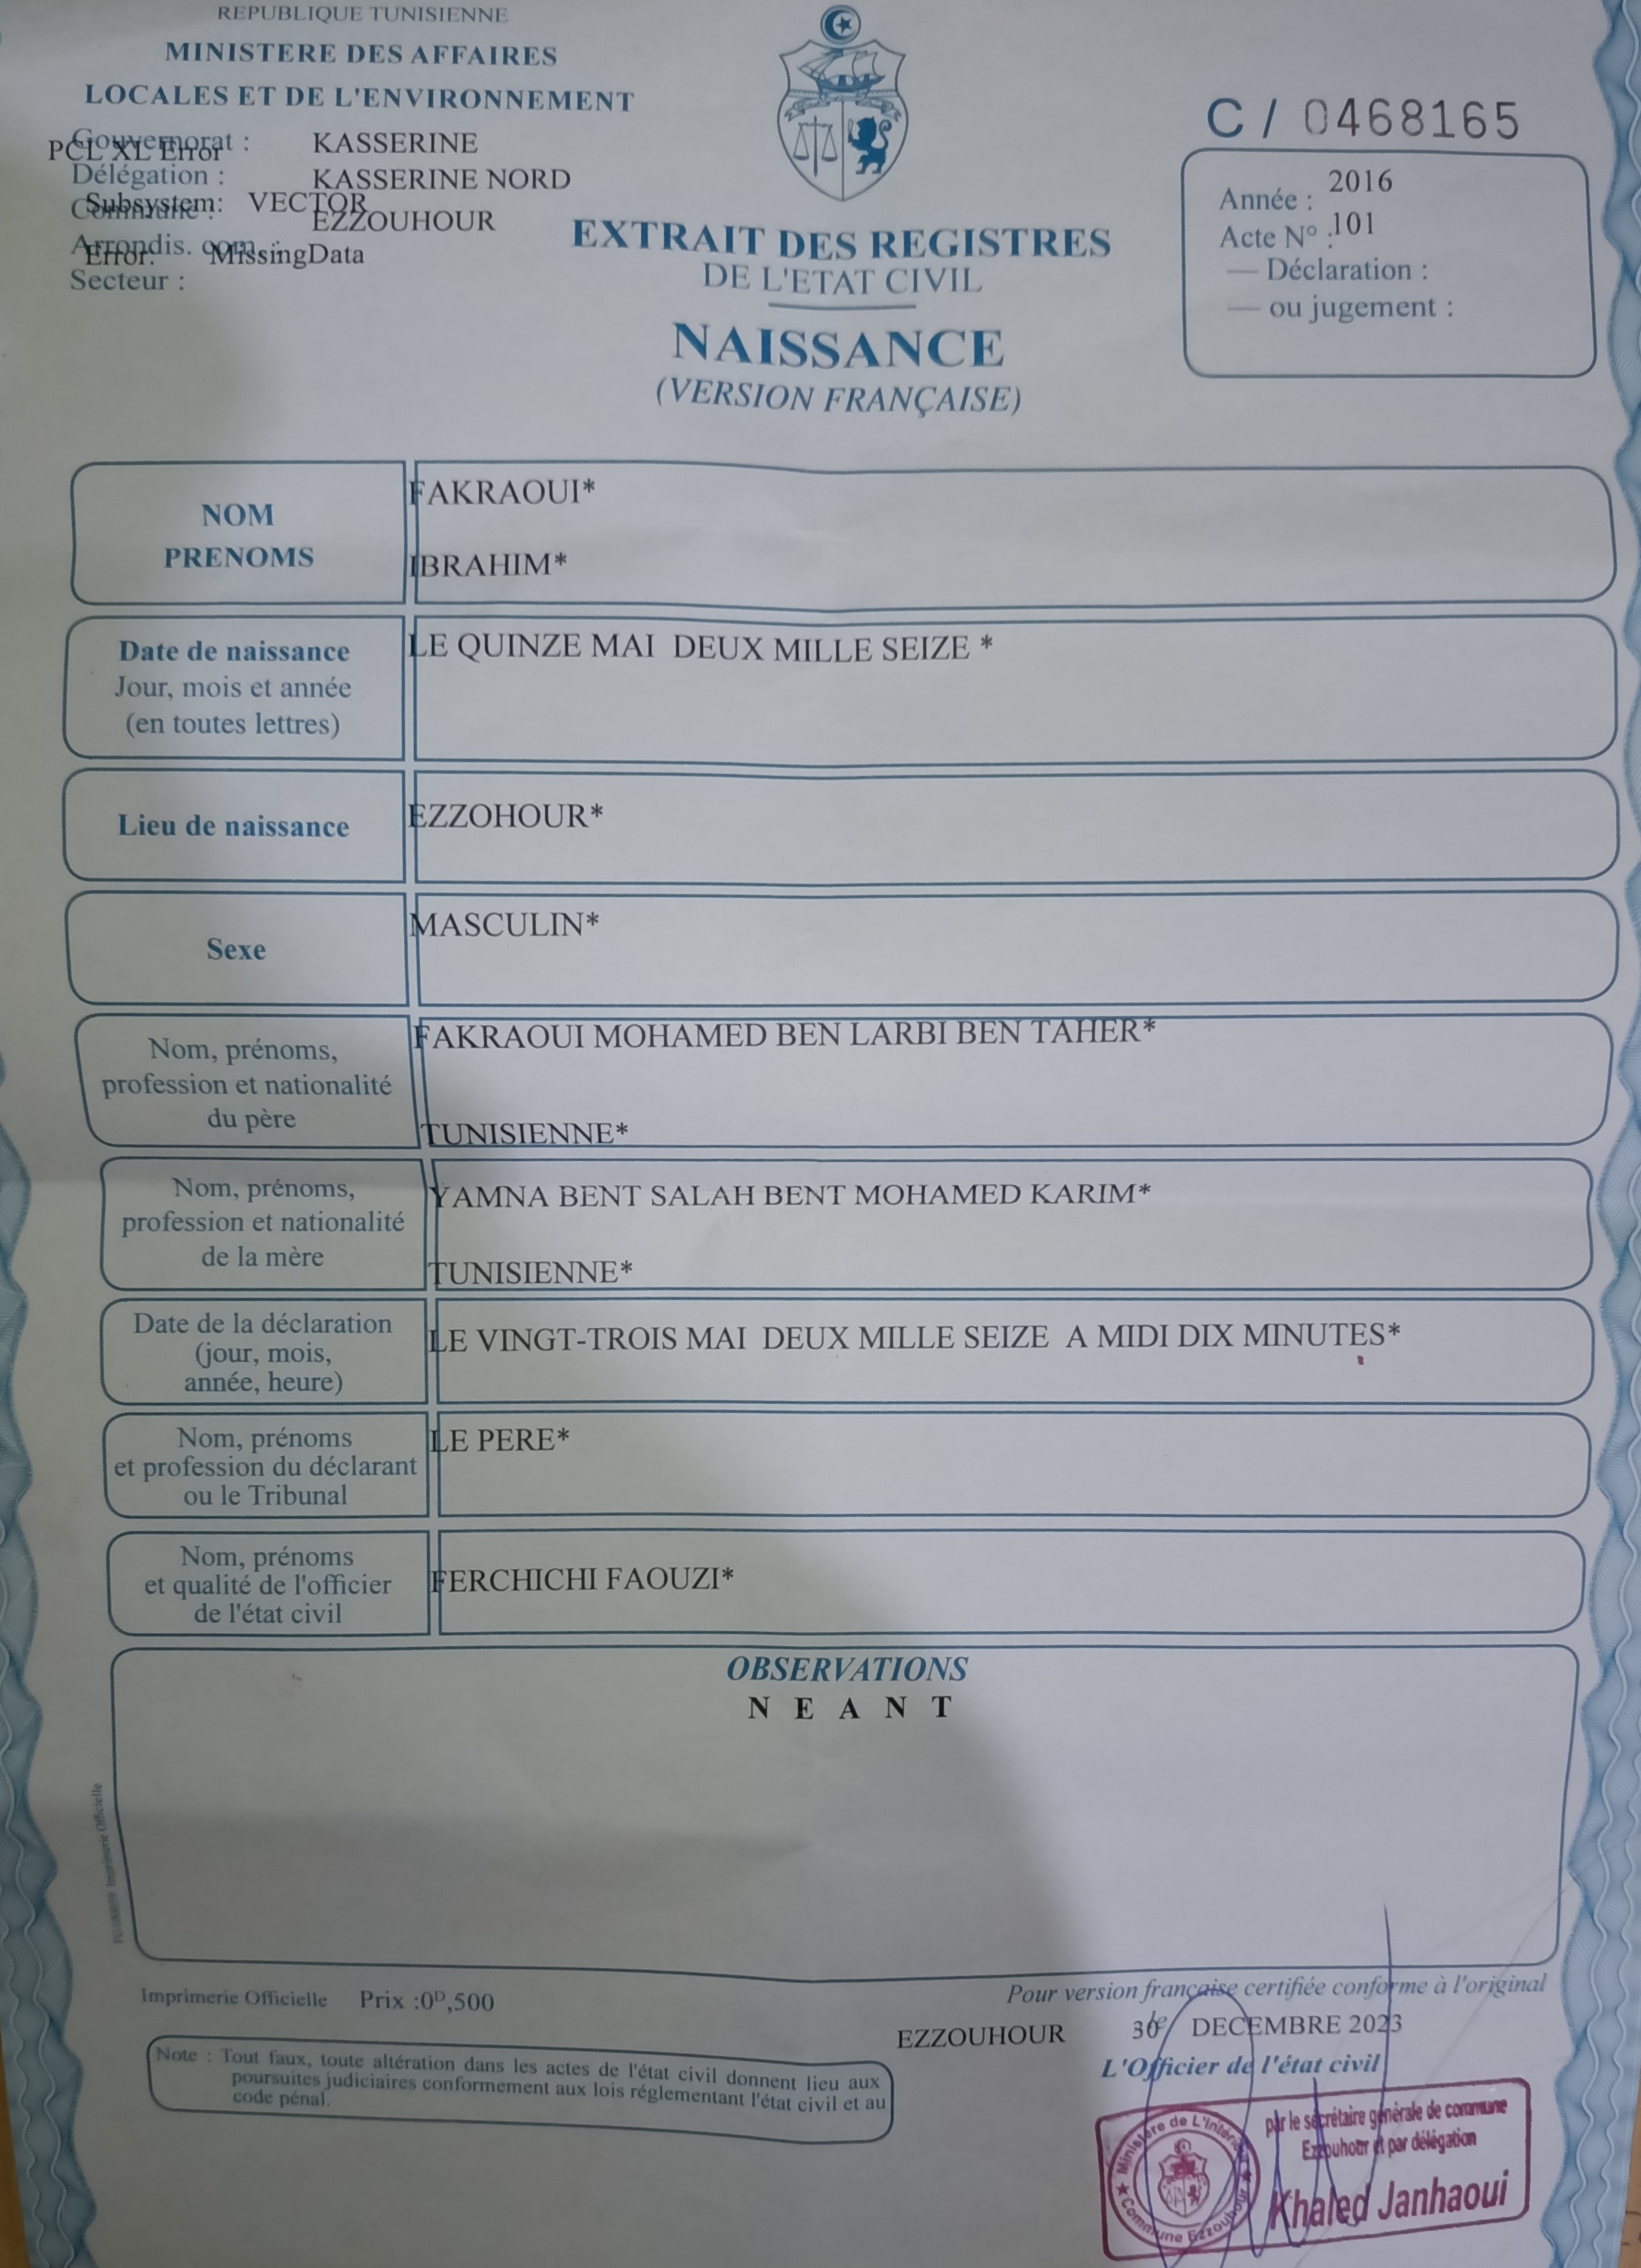 REPUBLIQUE TUNISIENNE
MINISTERE DES AFFAIRES
LOCALES ET DE L'ENVIRONNEMENT
Gouvernorat : KASSERINE
PCL XL Error
Délégation : KASSERINE NORD
Subsystem: VECTOR
Commune : EZZOUHOUR
Arrondis. com. :
Error: MissingData
Secteur :
C / 0468165
Année : 2016
Acte N° : 101
— Déclaration :
— ou jugement :
EXTRAIT DES REGISTRES
DE L'ETAT CIVIL
NAISSANCE
(VERSION FRANÇAISE)
NOM
PRENOMS
FAKRAOUI*
IBRAHIM*
Date de naissance
Jour, mois et année
(en toutes lettres)
LE QUINZE MAI DEUX MILLE SEIZE *
Lieu de naissance
EZZOHOUR*
Sexe
MASCULIN*
Nom, prénoms,
profession et nationalité
du père
FAKRAOUI MOHAMED BEN LARBI BEN TAHER*
TUNISIENNE*
Nom, prénoms,
profession et nationalité
de la mère
YAMNA BENT SALAH BENT MOHAMED KARIM*
TUNISIENNE*
Date de la déclaration
(jour, mois,
année, heure)
LE VINGT-TROIS MAI DEUX MILLE SEIZE A MIDI DIX MINUTES*
Nom, prénoms
et profession du déclarant
ou le Tribunal
LE PERE*
Nom, prénoms
et qualité de l'officier
de l'état civil
FERCHICHI FAOUZI*
OBSERVATIONS
N E A N T
Imprimerie Officielle
Imprimerie Officielle Prix :0ᴰ,500
Pour version française certifiée conforme à l'original
EZZOUHOUR le 30 DECEMBRE 2023
L'Officier de l'état civil
Note : Tout faux, toute altération dans les actes de l'état civil donnent lieu aux
poursuites judiciaires conformement aux lois réglementant l'état civil et au
code pénal.
Ministère de L'intérieur
Commune Ezzouhour
par le sécrétaire générale de commune
Ezzouhour et par délégation
Khaled Janhaoui